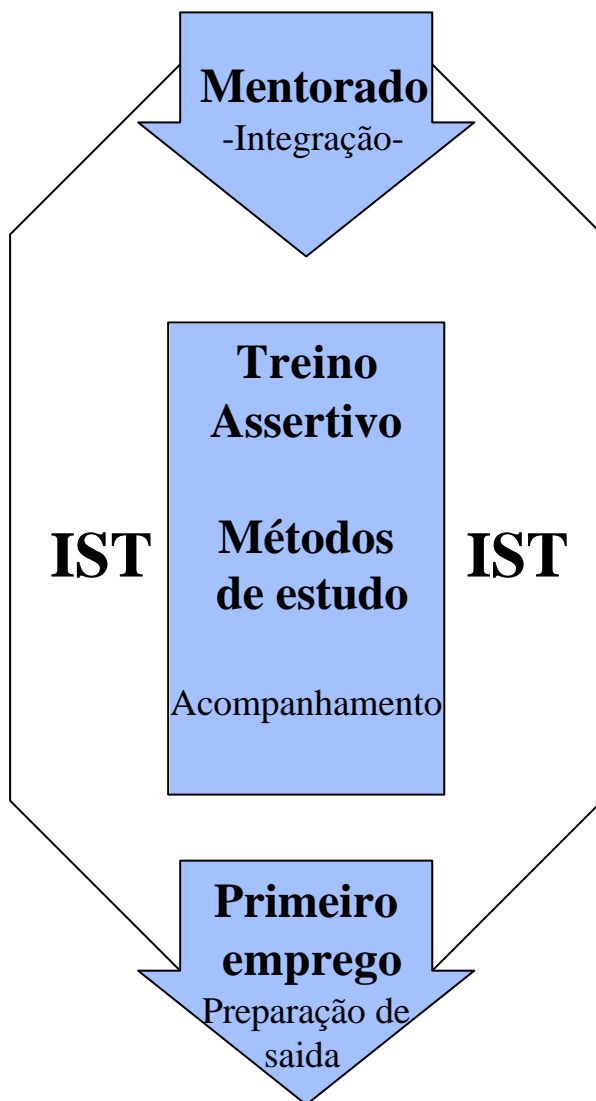 Mentorado
-Integração-
Treino
Assertivo
IST
Métodos
de estudo
IST
Acompanhamento
Primeiro
emprego
Preparação de
saida